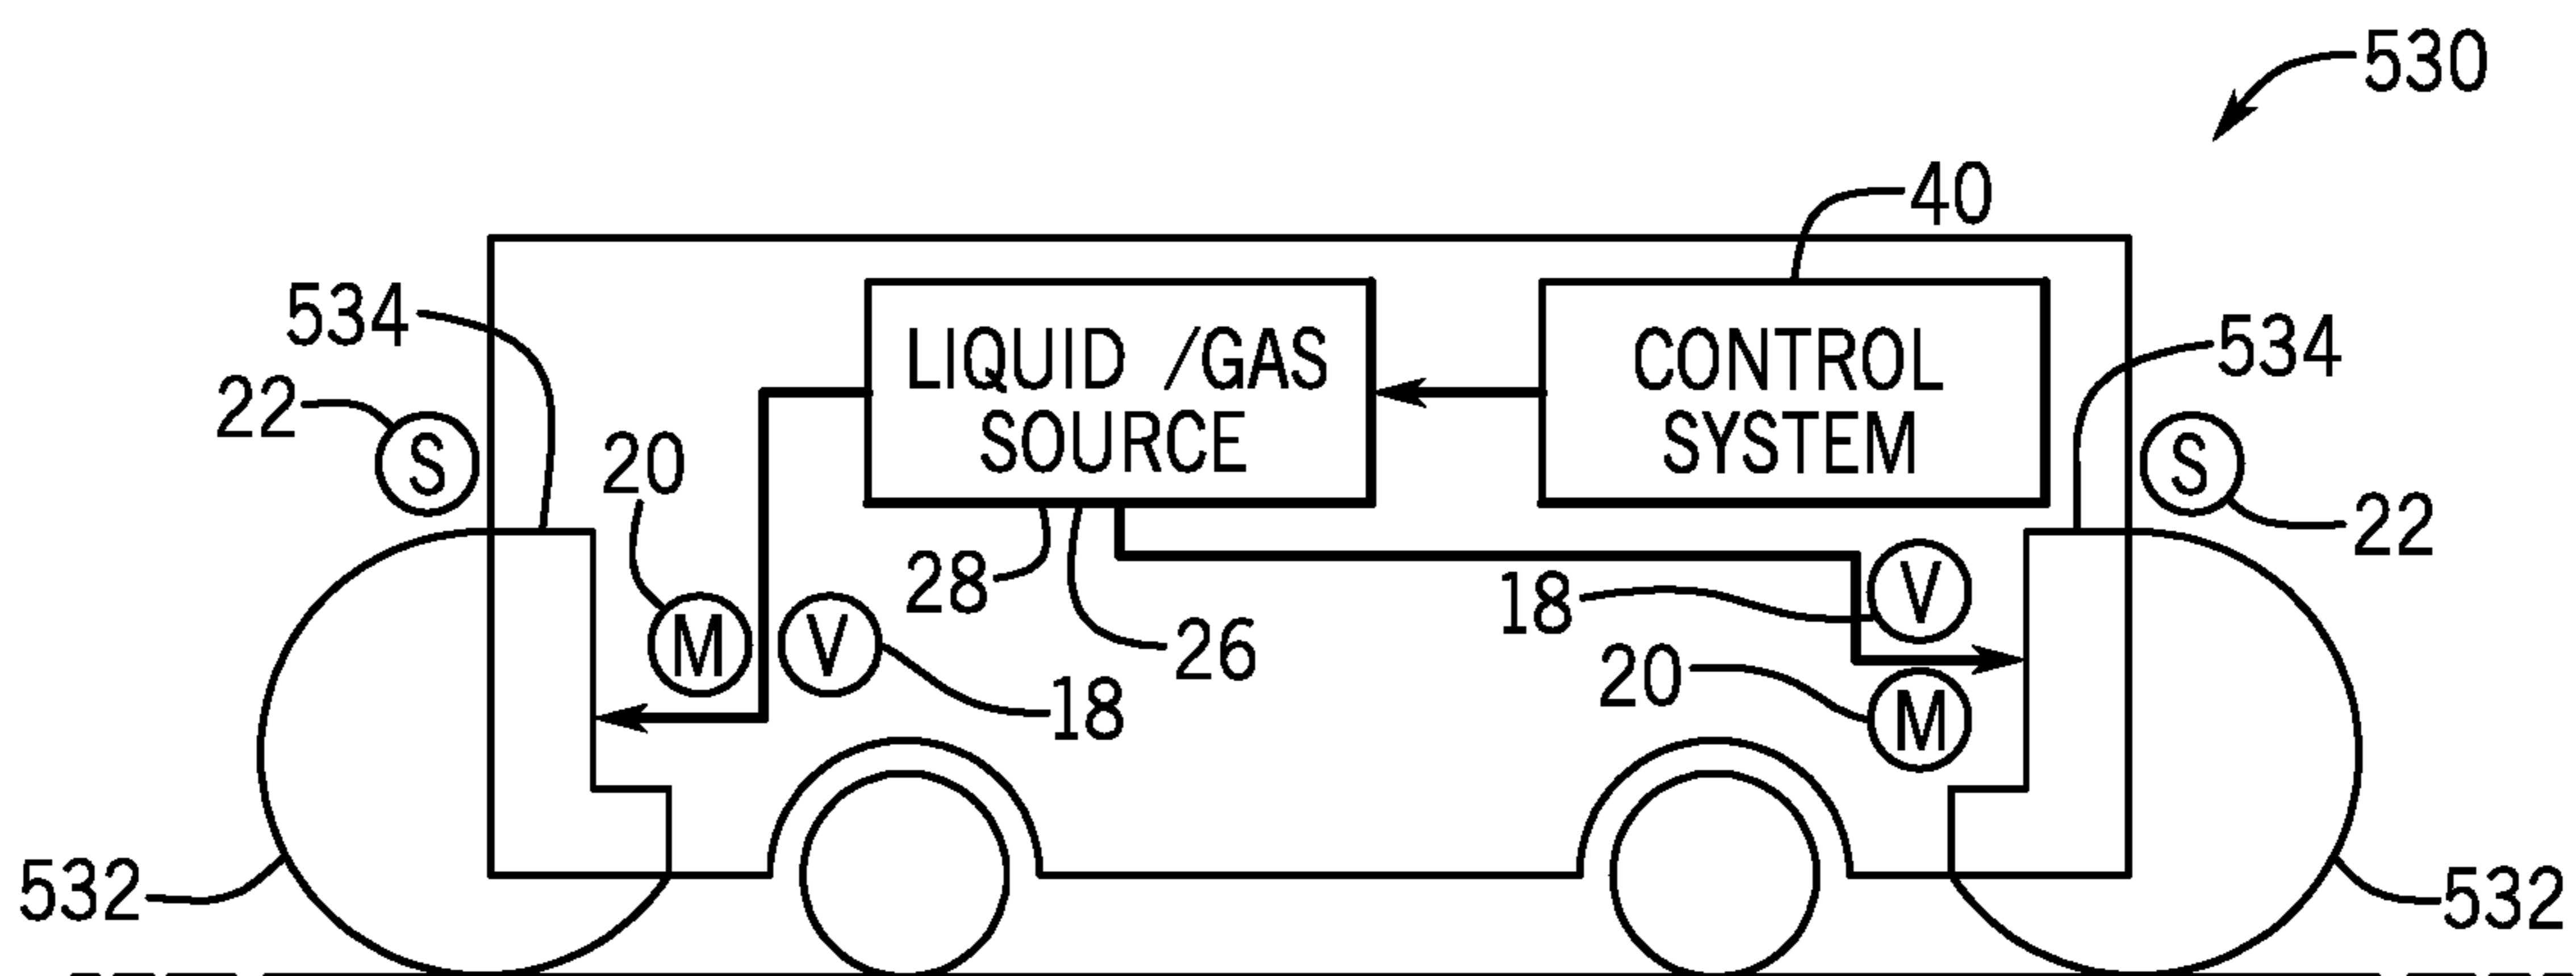 530
40
534
LIQUID /GAS
SOURCE
CONTROL
SYSTEM
534
22
S
20
S
22
M
V
28
26
18
V
18
20
M
532
532